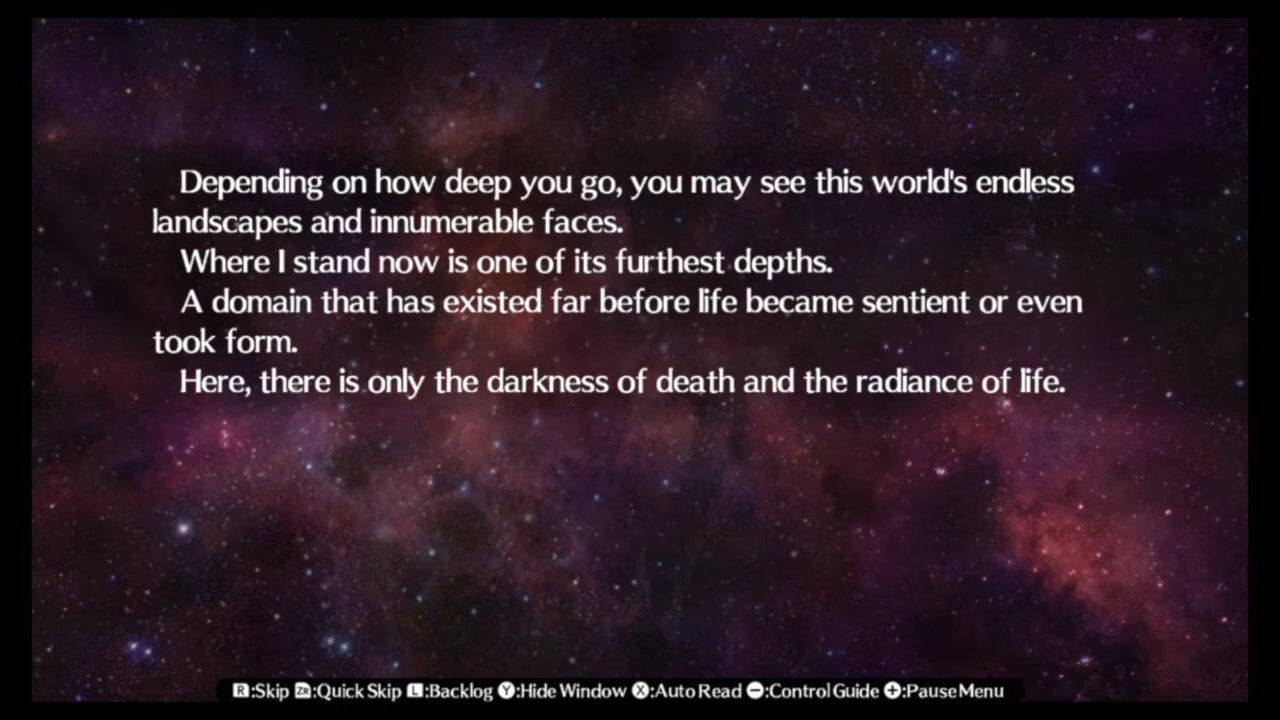 Depending on how deep you go, you may see this world's endless
landscapes and innumerable faces.
Where I stand now is one of its furthest depths.
A domain that has existed far before life became sentient or even
took form.
Here, there is only the darkness of death and the radiance of life.
R:Skip ZR:Quick Skip L:Backlog Y:Hide Window X:Auto Read -:Control Guide +:Pause Menu